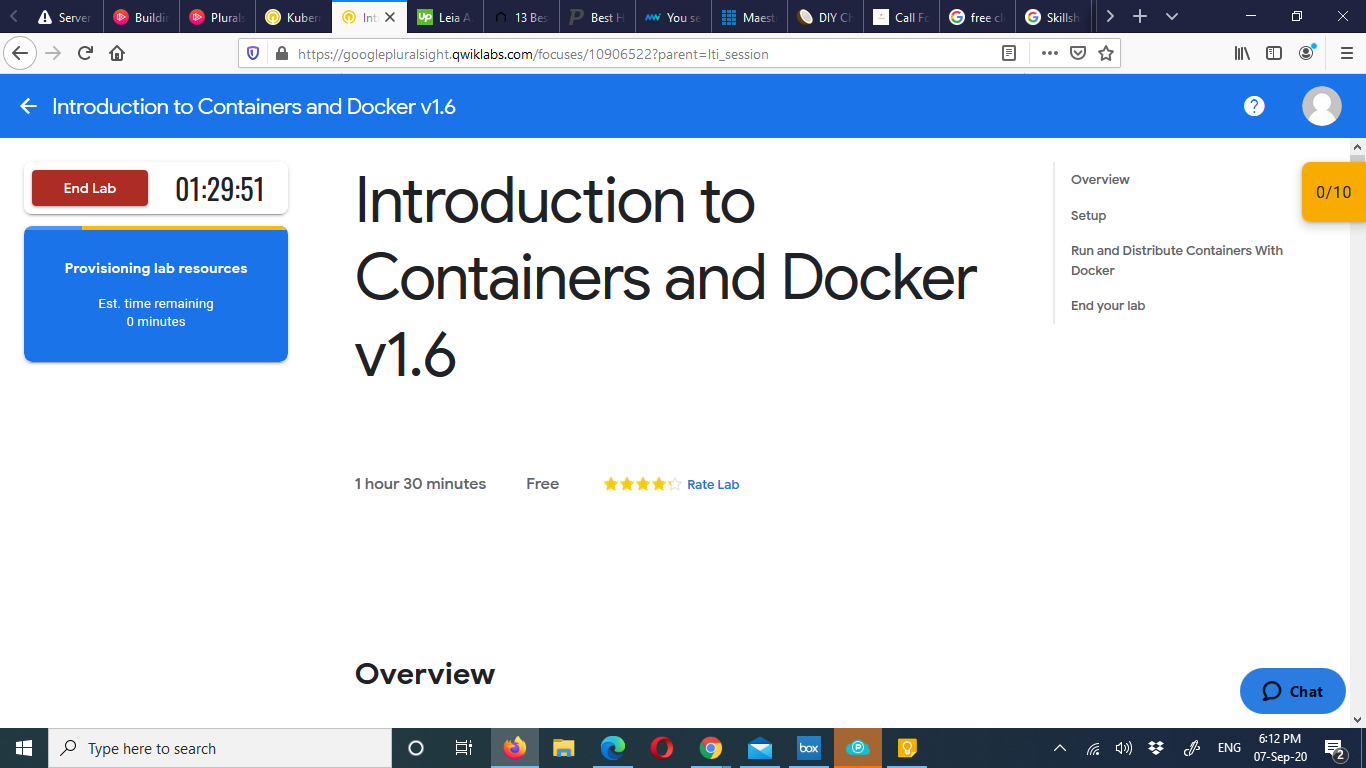 Server
Buildin
Plurals
Kubern
Int
Leia A
13 Bes
Best H
You se
Maest
DIY Ch
Call Fo
free cl
Skillsh
https://googlepluralsight.qwiklabs.com/focuses/10906522?parent=lti_session
Introduction to Containers and Docker v1.6
?
End Lab
01:29:51
Provisioning lab resources
Est. time remaining
0 minutes
Introduction to
Containers and Docker
v1.6
1 hour 30 minutes
Free
Rate Lab
Overview
Overview
Setup
Run and Distribute Containers With
Docker
End your lab
0/10
Chat
Type here to search
box
ENG
6:12 PM
07-Sep-20
2